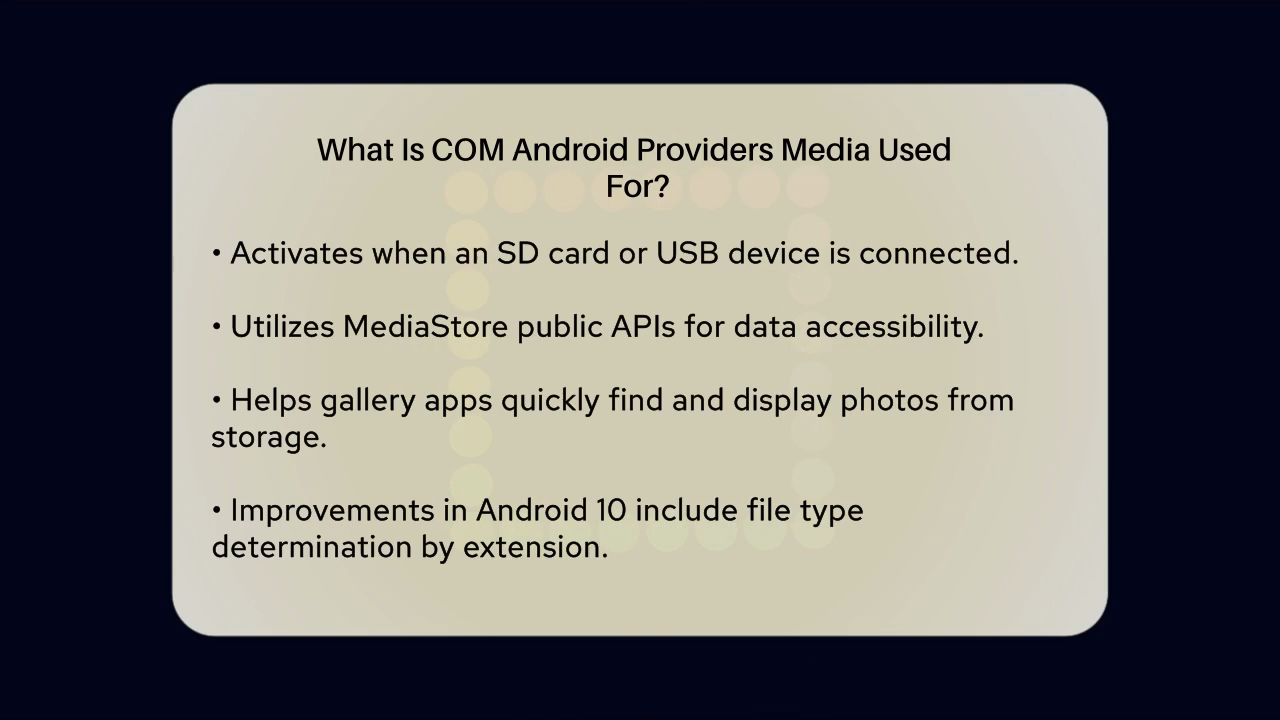 What Is COM Android Providers Media Used
For?
• Activates when an SD card or USB device is connected.
• Utilizes MediaStore public APIs for data accessibility.
• Helps gallery apps quickly find and display photos from
storage.
• Improvements in Android 10 include file type
determination by extension.